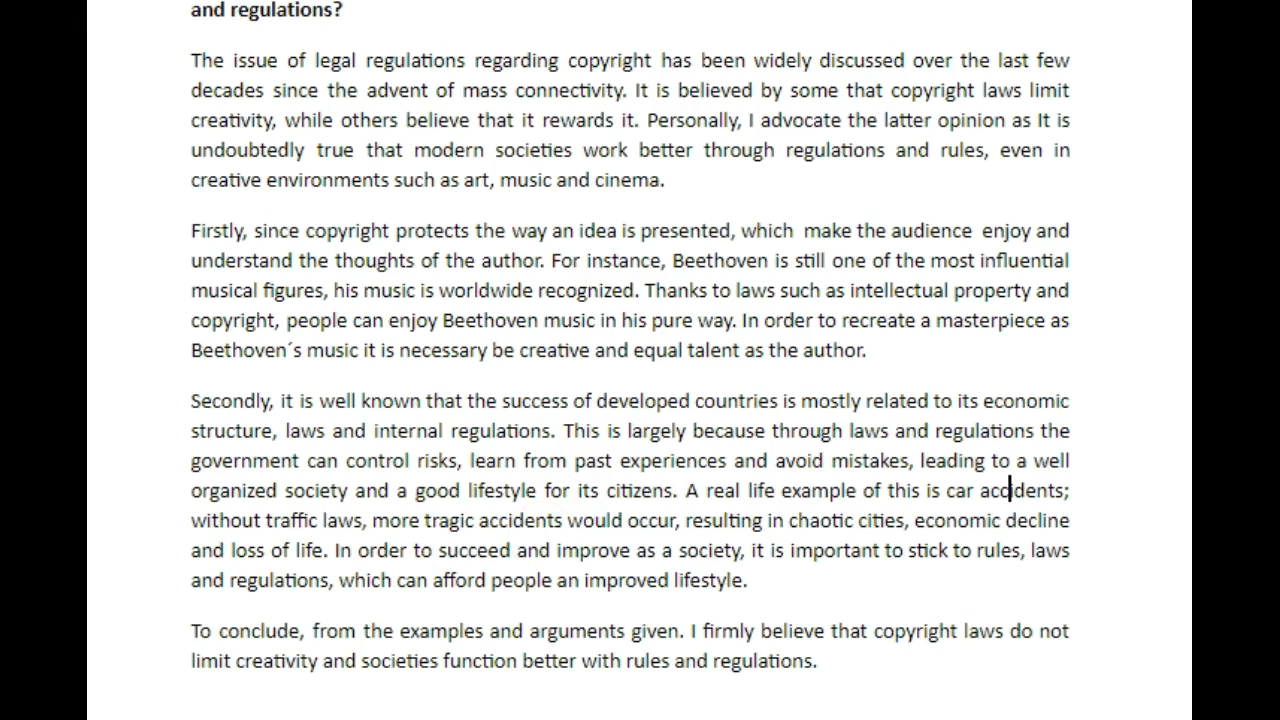 and regulations?
The issue of legal regulations regarding copyright has been widely discussed over the last few
decades since the advent of mass connectivity. It is believed by some that copyright laws limit
creativity, while others believe that it rewards it. Personally, I advocate the latter opinion as It is
undoubtedly true that modern societies work better through regulations and rules, even in
creative environments such as art, music and cinema.
Firstly, since copyright protects the way an idea is presented, which make the audience enjoy and
understand the thoughts of the author. For instance, Beethoven is still one of the most influential
musical figures, his music is worldwide recognized. Thanks to laws such as intellectual property and
copyright, people can enjoy Beethoven music in his pure way. In order to recreate a masterpiece as
Beethoven´s music it is necessary be creative and equal talent as the author.
Secondly, it is well known that the success of developed countries is mostly related to its economic
structure, laws and internal regulations. This is largely because through laws and regulations the
government can control risks, learn from past experiences and avoid mistakes, leading to a well
organized society and a good lifestyle for its citizens. A real life example of this is car accidents;
without traffic laws, more tragic accidents would occur, resulting in chaotic cities, economic decline
and loss of life. In order to succeed and improve as a society, it is important to stick to rules, laws
and regulations, which can afford people an improved lifestyle.
To conclude, from the examples and arguments given. I firmly believe that copyright laws do not
limit creativity and societies function better with rules and regulations.